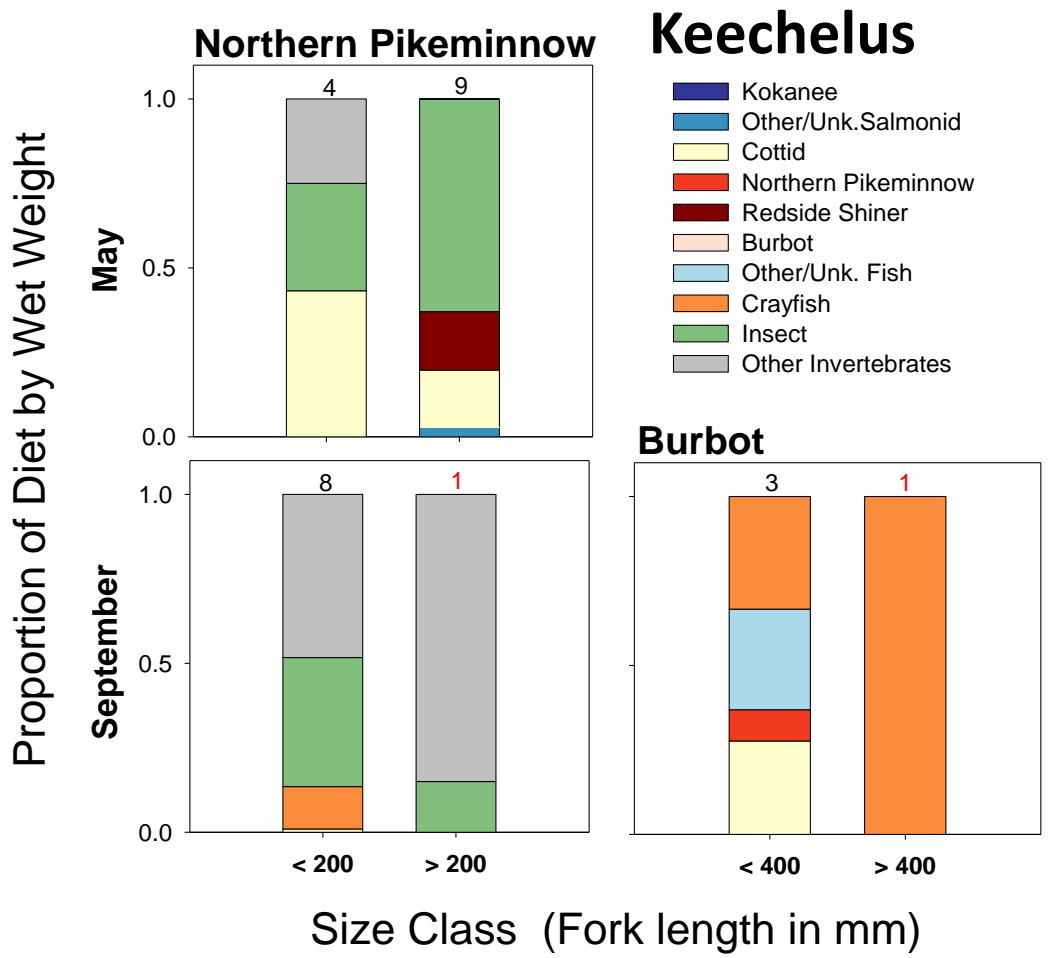 Keechelus
Northern Pikeminnow
Kokanee
Other/Unk.Salmonid
Cottid
Northern Pikeminnow
Redside Shiner
Burbot
Other/Unk. Fish
Crayfish
Insect
Other Invertebrates
Proportion of Diet by Wet Weight
May
4
9
1.0
0.5
0.0
September
8
1
1.0
0.5
0.0
< 200
> 200
Burbot
3
1
< 400
> 400
Size Class (Fork length in mm)